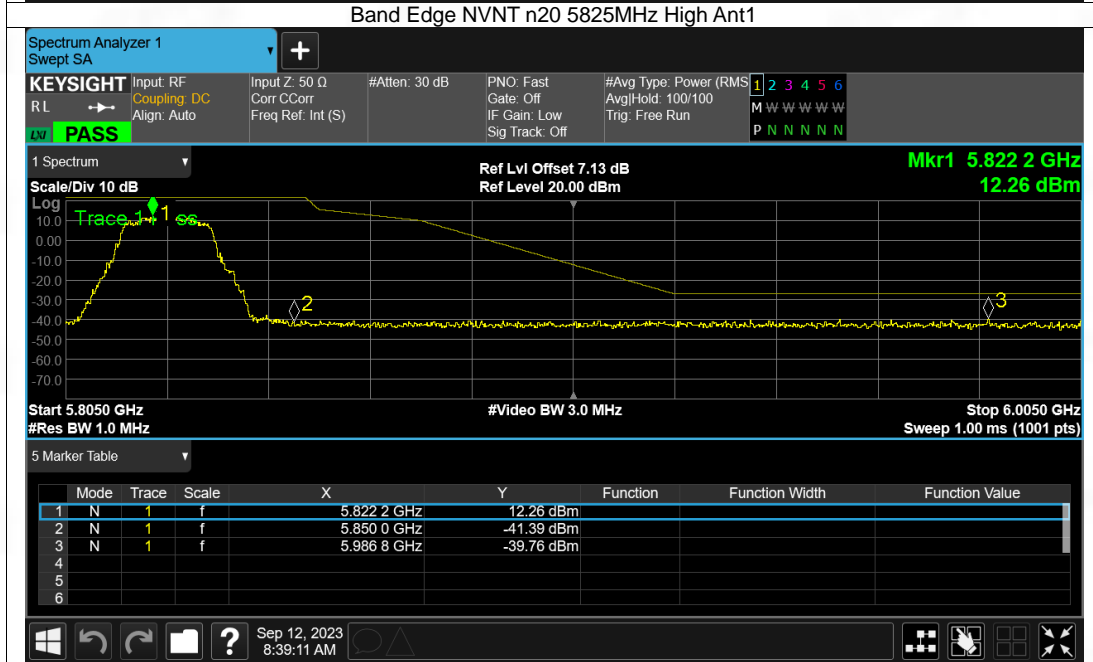 Band Edge NVNT n20 5825MHz High Ant1
Spectrum Analyzer 1
Swept SA
+
KEYSIGHT
RL
LXI PASS
Input: RF
Coupling: DC
Align: Auto
Input Z: 50 Ω
Corr CCorr
Freq Ref: Int (S)
#Atten: 30 dB
PNO: Fast
Gate: Off
IF Gain: Low
Sig Track: Off
#Avg Type: Power (RMS
Avg|Hold: 100/100
Trig: Free Run
1 2 3 4 5 6
M W W W W W
P N N N N N
1 Spectrum
Scale/Div 10 dB
Ref Lvl Offset 7.13 dB
Ref Level 20.00 dBm
Mkr1 5.822 2 GHz
12.26 dBm
Log
Trace 1 ss
1
2
3
10.0
0.00
-10.0
-20.0
-30.0
-40.0
-50.0
-60.0
-70.0
Start 5.8050 GHz
#Video BW 3.0 MHz
Stop 6.0050 GHz
#Res BW 1.0 MHz
Sweep 1.00 ms (1001 pts)
5 Marker Table
Mode Trace Scale X Y Function Function Width Function Value
1 N 1 f 5.822 2 GHz 12.26 dBm
2 N 1 f 5.850 0 GHz -41.39 dBm
3 N 1 f 5.986 8 GHz -39.76 dBm
4
5
6
?
Sep 12, 2023
8:39:11 AM